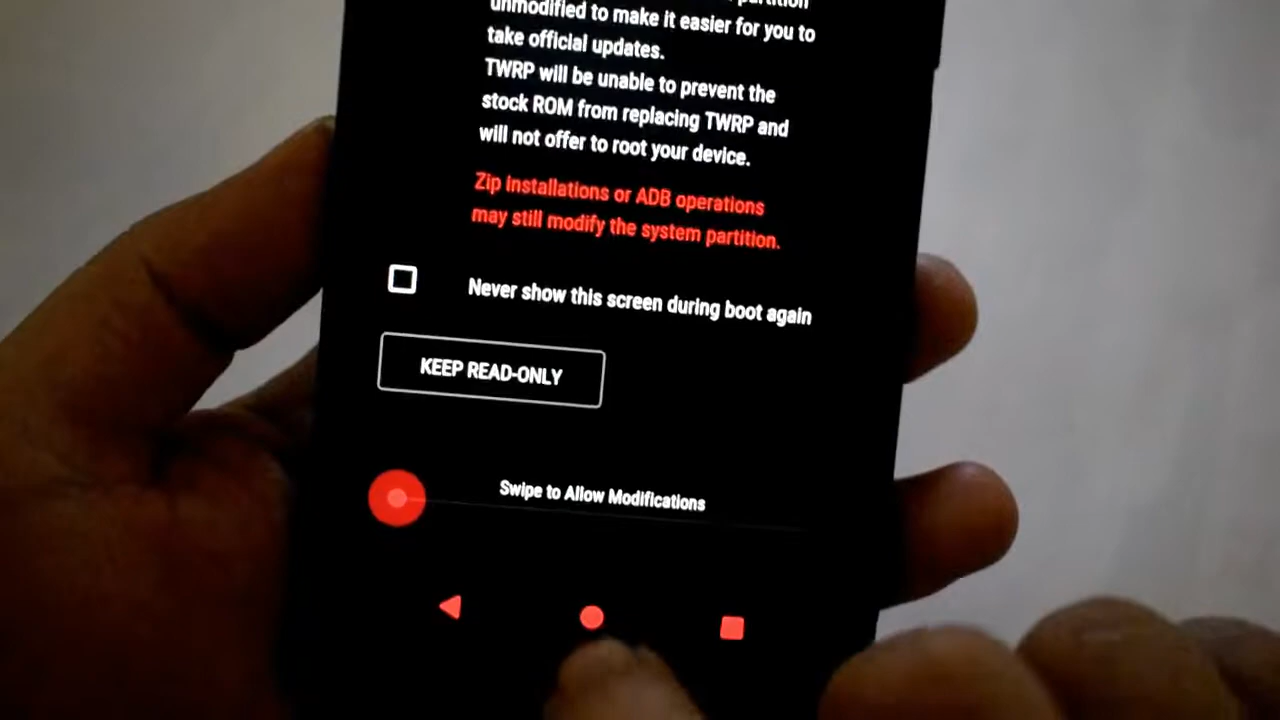 partition
unmodified to make it easier for you to
take official updates.
TWRP will be unable to prevent the
stock ROM from replacing TWRP and
will not offer to root your device.
Zip installations or ADB operations
may still modify the system partition.
Never show this screen during boot again
KEEP READ-ONLY
Swipe to Allow Modifications